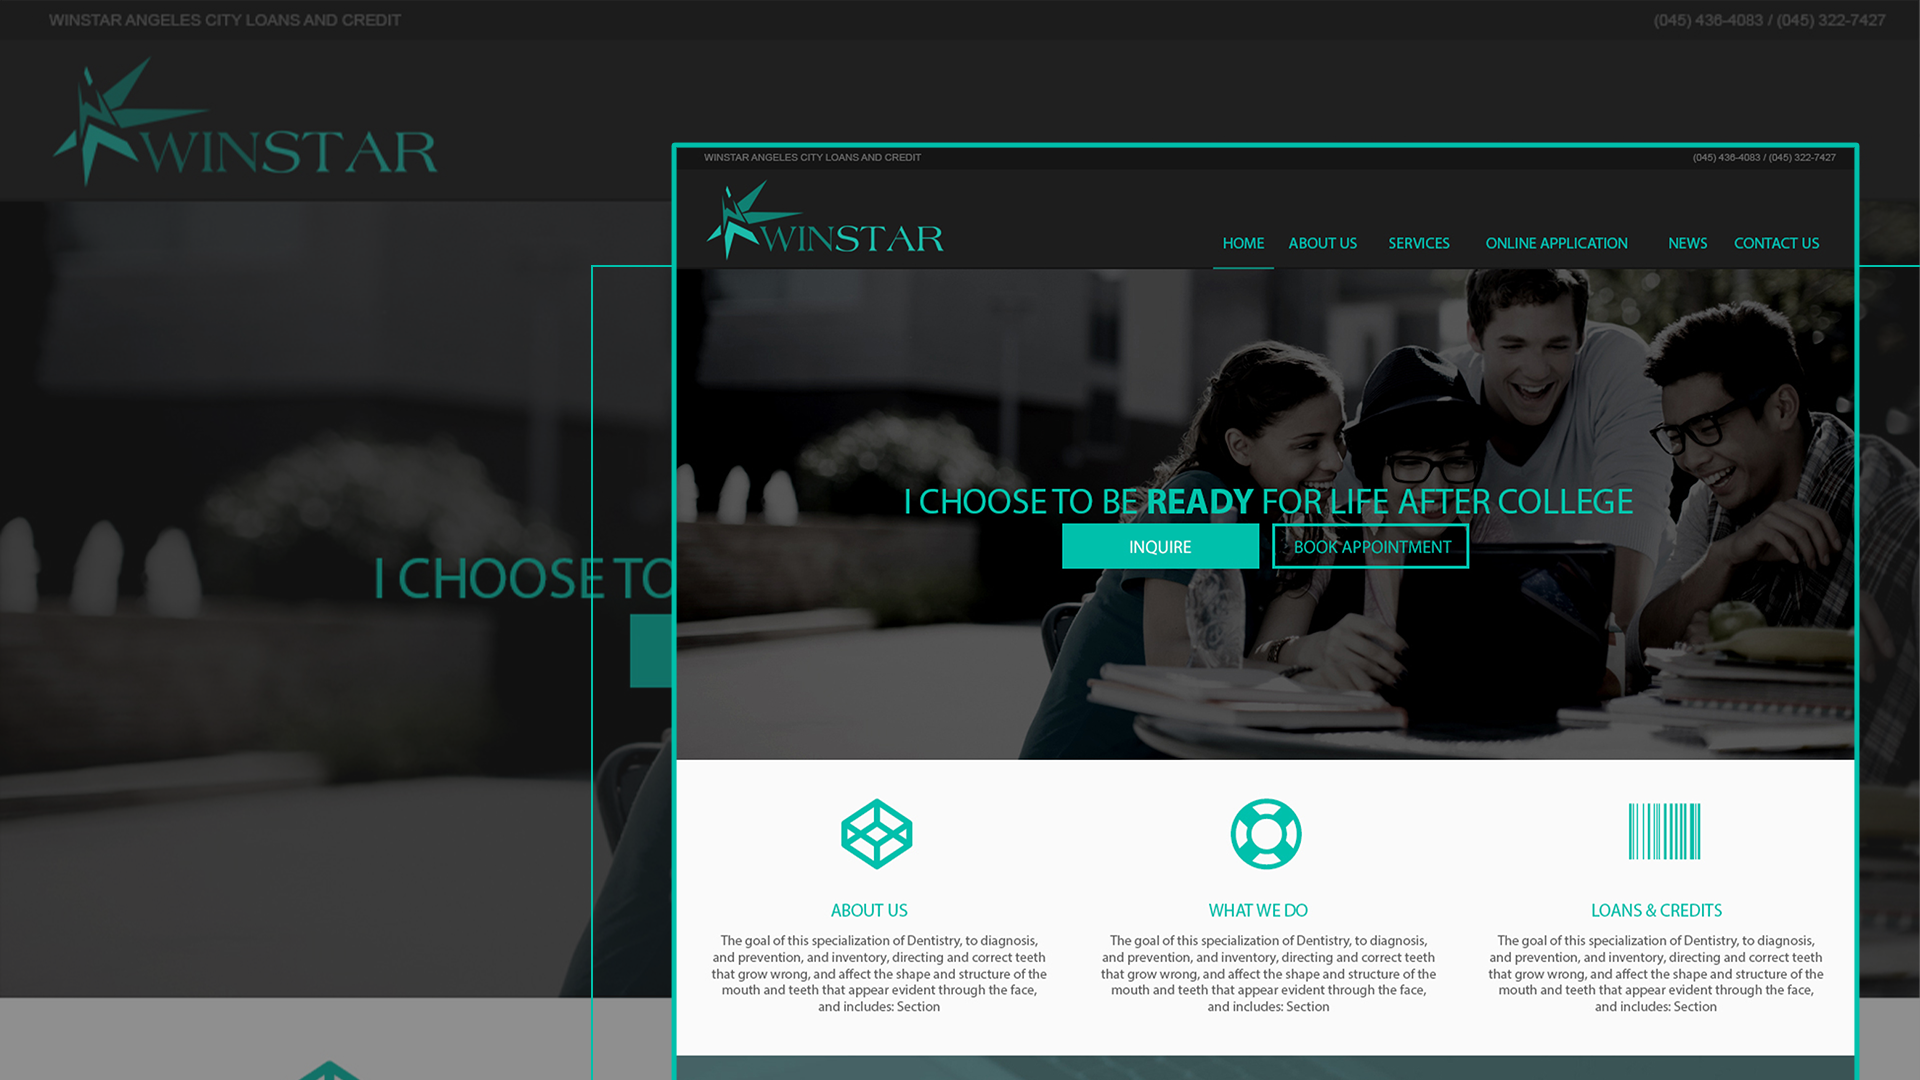 WINSTAR ANGELES CITY LOANS AND CREDIT
(045) 436-4083 / (045) 322-7427
WINSTAR
I CHOOSE TO
WINSTAR ANGELES CITY LOANS AND CREDIT
(045) 436-4083 / (045) 322-7427
WINSTAR
HOME ABOUT US SERVICES ONLINE APPLICATION NEWS CONTACT US
I CHOOSE TO BE READY FOR LIFE AFTER COLLEGE
INQUIRE
BOOK APPOINTMENT
ABOUT US
The goal of this specialization of Dentistry, to diagnosis,
and prevention, and inventory, directing and correct teeth
that grow wrong, and affect the shape and structure of the
mouth and teeth that appear evident through the face,
and includes: Section
WHAT WE DO
The goal of this specialization of Dentistry, to diagnosis,
and prevention, and inventory, directing and correct teeth
that grow wrong, and affect the shape and structure of the
mouth and teeth that appear evident through the face,
and includes: Section
LOANS & CREDITS
The goal of this specialization of Dentistry, to diagnosis,
and prevention, and inventory, directing and correct teeth
that grow wrong, and affect the shape and structure of the
mouth and teeth that appear evident through the face,
and includes: Section